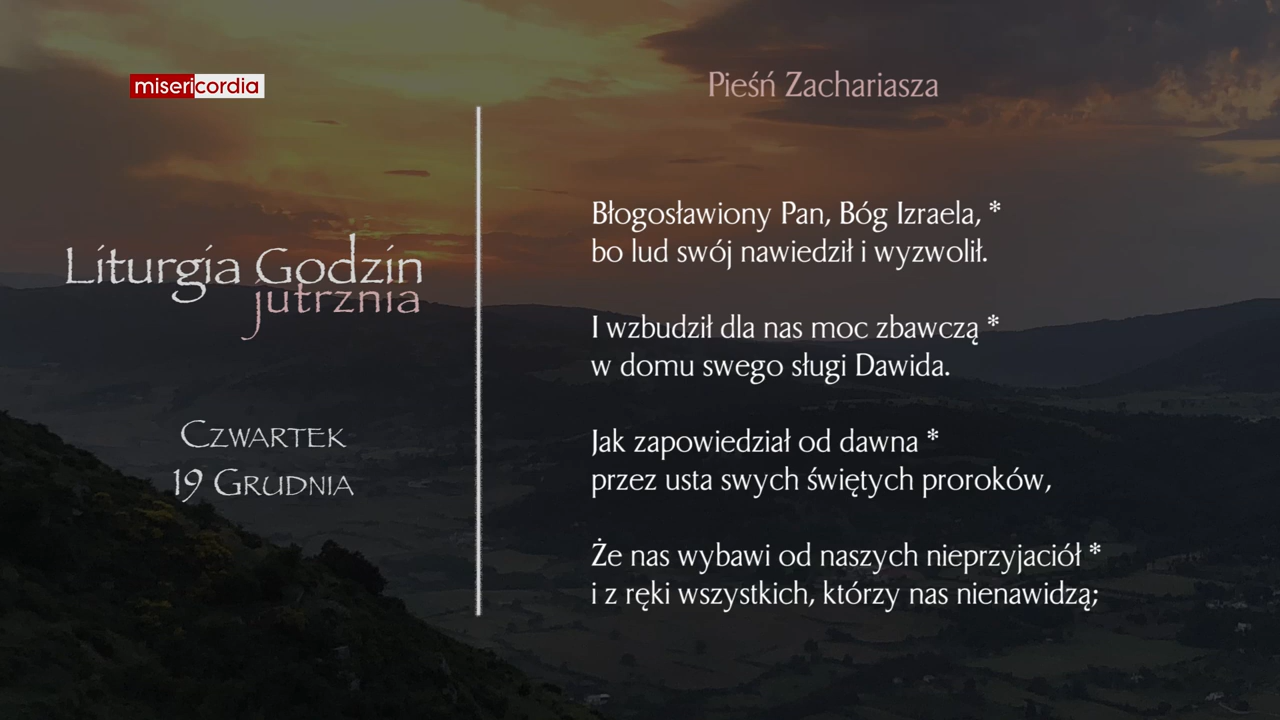 misericordia
Liturgia Godzin
jutrznia
Czwartek
19 Grudnia
Pieśń Zachariasza
Błogosławiony Pan, Bóg Izraela, *
bo lud swój nawiedził i wyzwolił.
I wzbudził dla nas moc zbawczą *
w domu swego sługi Dawida.
Jak zapowiedział od dawna *
przez usta swych świętych proroków,
Że nas wybawi od naszych nieprzyjaciół *
i z ręki wszystkich, którzy nas nienawidzą;